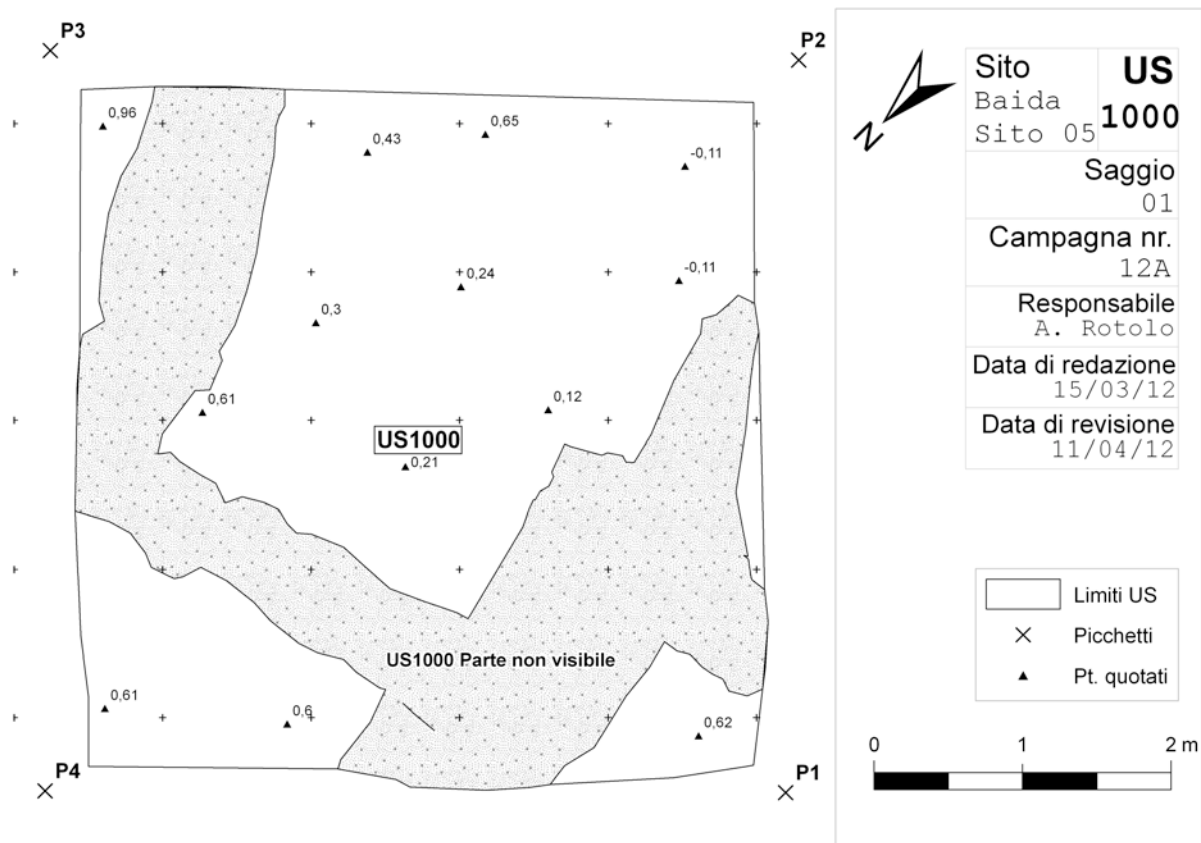 P3
P2
0,96
0,43
0,65
-0,11
0,24
-0,11
0,3
0,61
0,12
US1000
0,21
US1000 Parte non visibile
0,61
0,6
0,62
P4
P1
N
Sito
Baida
Sito 05
US
1000
Saggio
01
Campagna nr.
12A
Responsabile
A. Rotolo
Data di redazione
15/03/12
Data di revisione
11/04/12
Limiti US
Picchetti
Pt. quotati
0 1 2 m